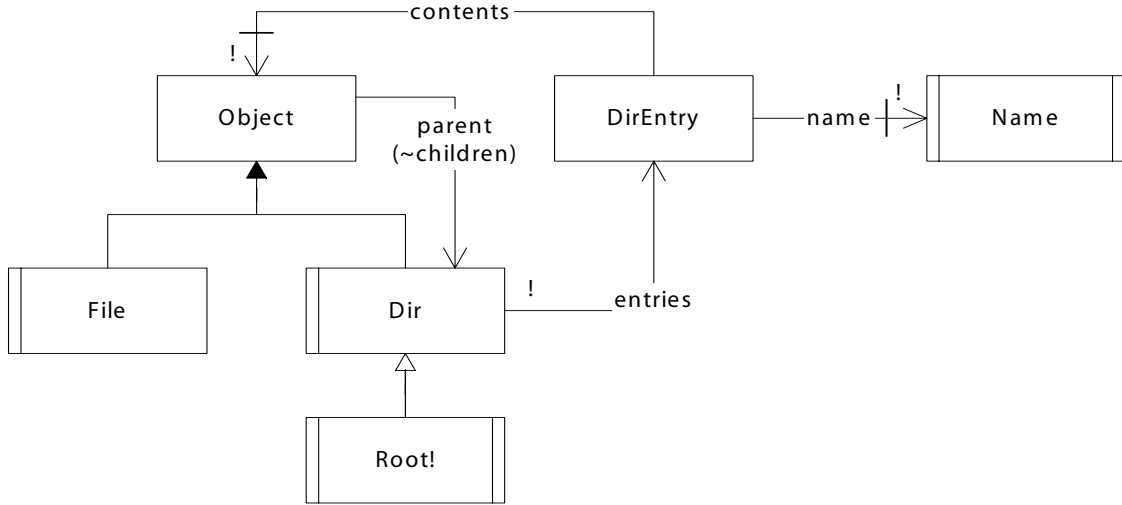 contents
!
Object
parent
(~children)
DirEntry
name
!
Name
File
Dir
!
entries
Root!